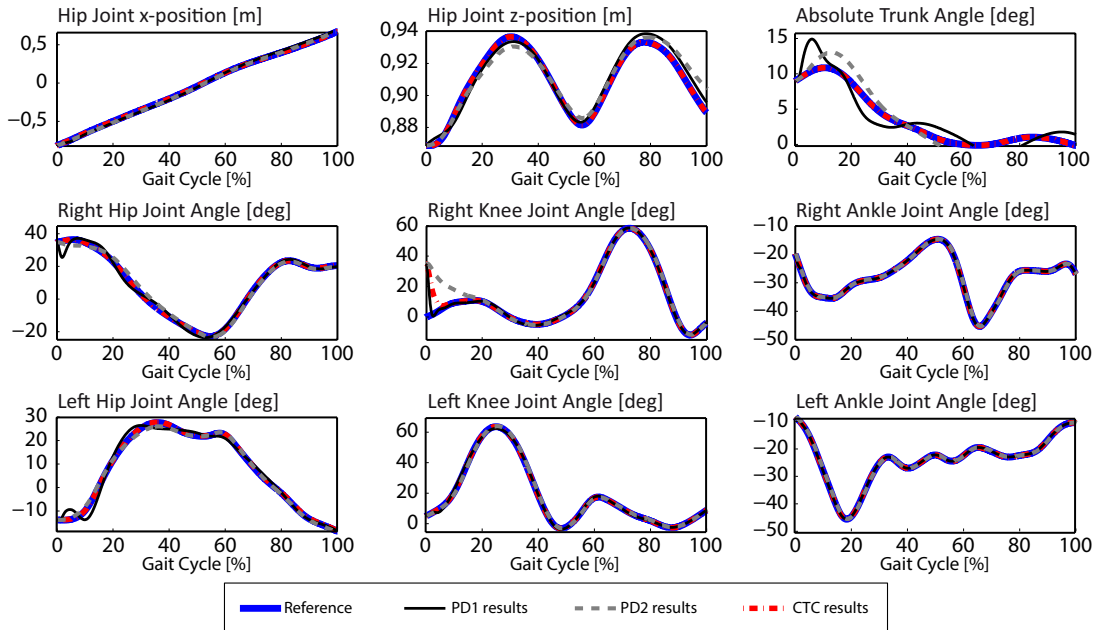 Hip Joint x-position [m]
0,5
0
−0,5
0 20 40 60 80 100
Gait Cycle [%]
Hip Joint z-position [m]
0,94
0,92
0,90
0,88
0 20 40 60 80 100
Gait Cycle [%]
Absolute Trunk Angle [deg]
15
10
5
0
0 20 40 60 80 100
Gait Cycle [%]
Right Hip Joint Angle [deg]
40
20
0
−20
0 20 40 60 80 100
Gait Cycle [%]
Right Knee Joint Angle [deg]
60
40
20
0
0 20 40 60 80 100
Gait Cycle [%]
Right Ankle Joint Angle [deg]
−10
−20
−30
−40
−50
0 20 40 60 80 100
Gait Cycle [%]
Left Hip Joint Angle [deg]
30
20
10
0
−10
0 20 40 60 80 100
Gait Cycle [%]
Left Knee Joint Angle [deg]
60
40
20
0
0 20 40 60 80 100
Gait Cycle [%]
Left Ankle Joint Angle [deg]
−10
−20
−30
−40
−50
0 20 40 60 80 100
Gait Cycle [%]
Reference PD1 results PD2 results CTC results